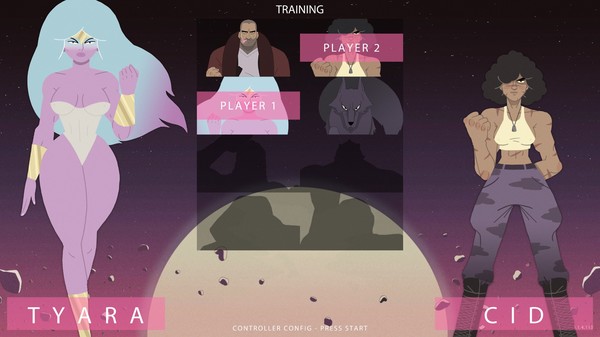 TRAINING
PLAYER 2
PLAYER 1
TYARA
CID
CONTROLLER CONFIG - PRESS START